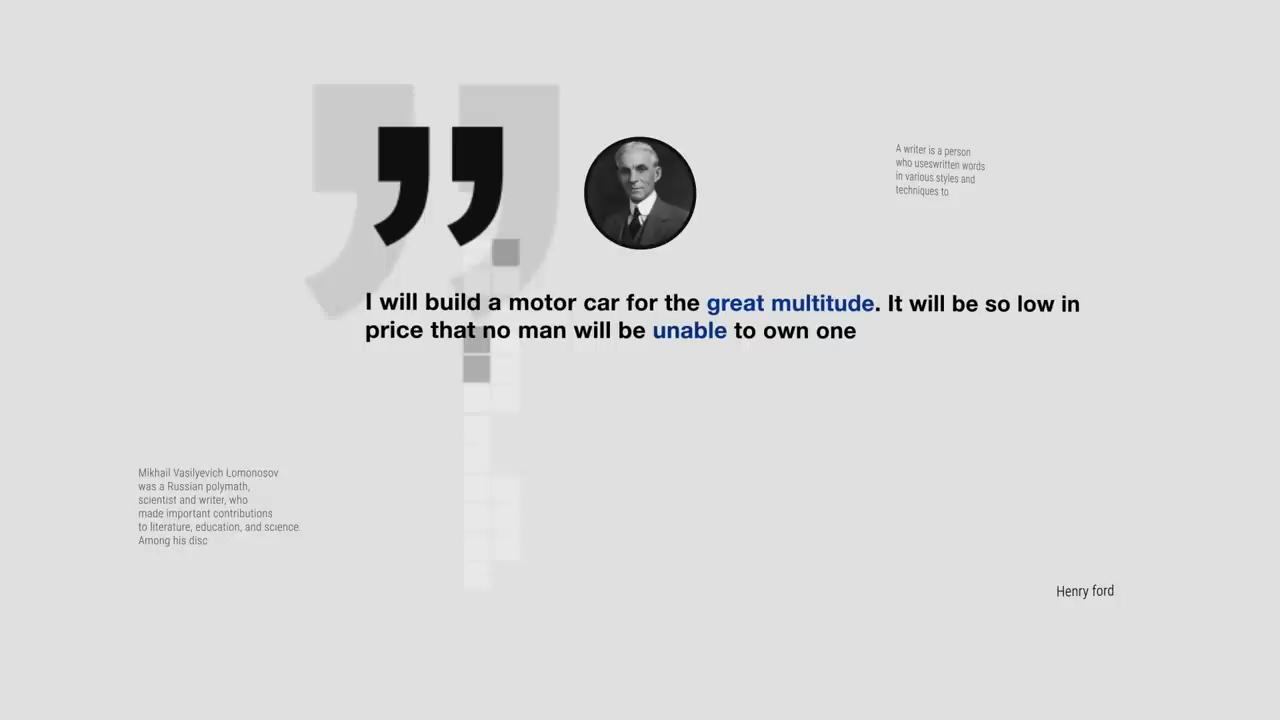 A writer is a person
who useswritten words
in various styles and
techniques to
I will build a motor car for the great multitude. It will be so low in
price that no man will be unable to own one
Mikhail Vasilyevich Lomonosov
was a Russian polymath,
scientist and writer, who
made important contributions
to literature, education, and science.
Among his disc
Henry ford